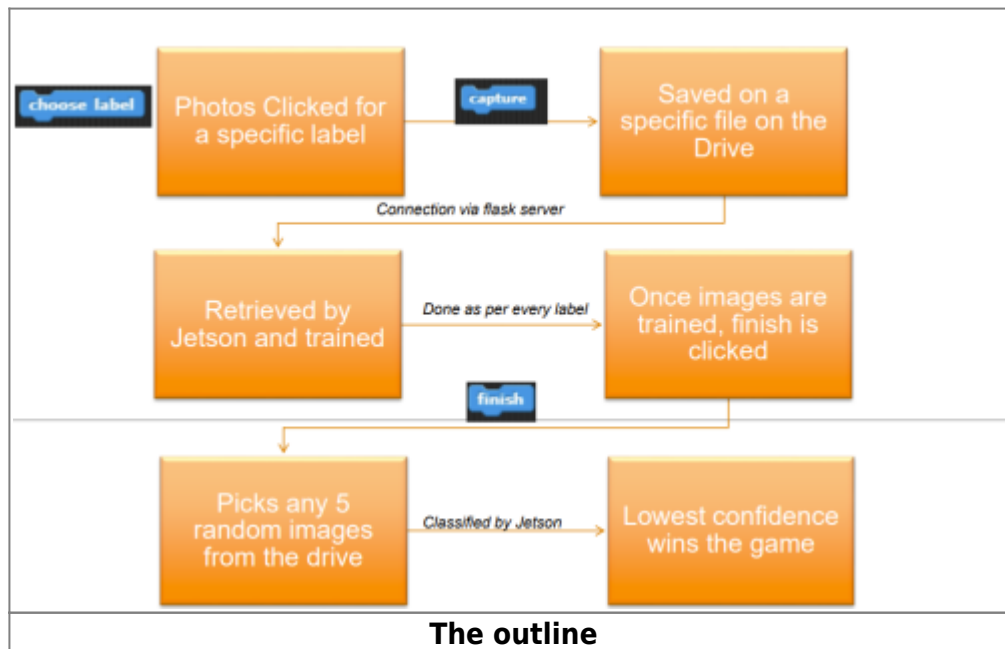 choose label
Photos Clicked for
a specific label
capture
Saved on a
specific file on the
Drive
Connection via flask server
Retrieved by
Jetson and trained
Done as per every label
Once images are
trained, finish is
clicked
finish
Picks any 5
random images
from the drive
Classified by Jetson
Lowest confidence
wins the game
The outline